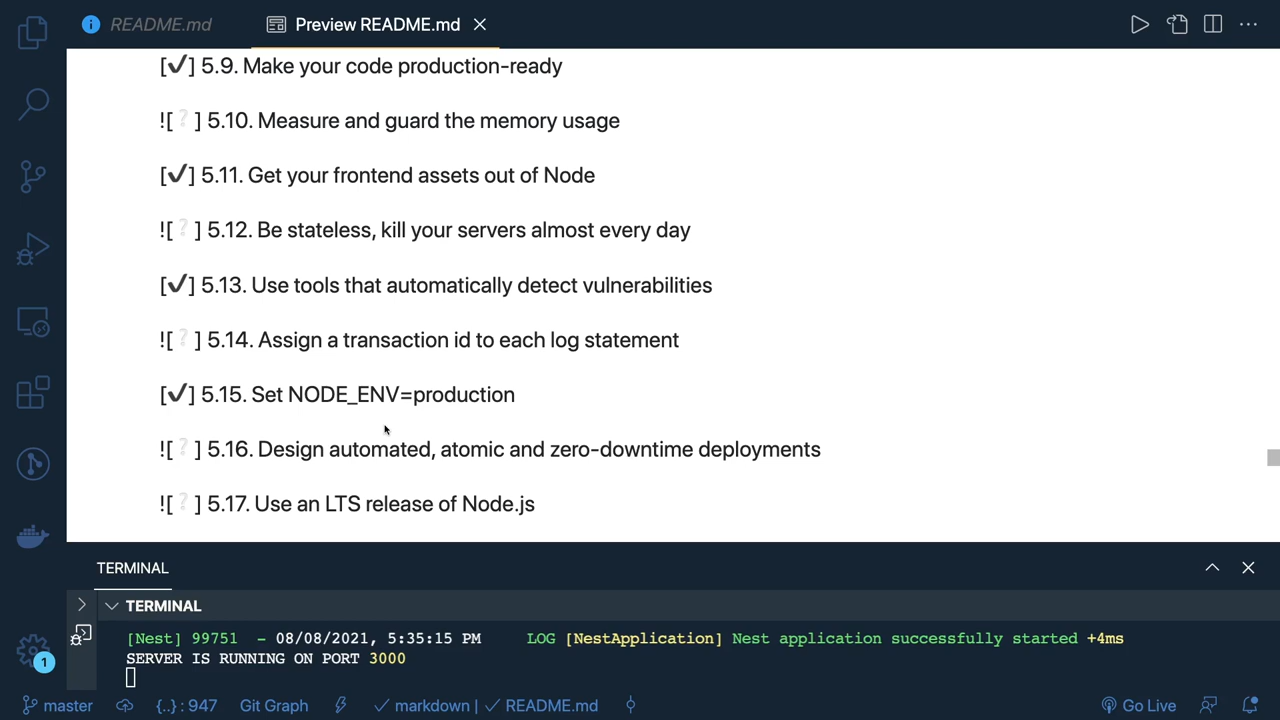 README.md Preview README.md
[✔] 5.9. Make your code production-ready
![❔] 5.10. Measure and guard the memory usage
[✔] 5.11. Get your frontend assets out of Node
![❔] 5.12. Be stateless, kill your servers almost every day
[✔] 5.13. Use tools that automatically detect vulnerabilities
![❔] 5.14. Assign a transaction id to each log statement
[✔] 5.15. Set NODE_ENV=production
![❔] 5.16. Design automated, atomic and zero-downtime deployments
![❔] 5.17. Use an LTS release of Node.js
TERMINAL
TERMINAL
[Nest] 99751 - 08/08/2021, 5:35:15 PM LOG [NestApplication] Nest application successfully started +4ms
SERVER IS RUNNING ON PORT 3000
1
master {..} : 947 Git Graph ✓ markdown | ✓ README.md Go Live